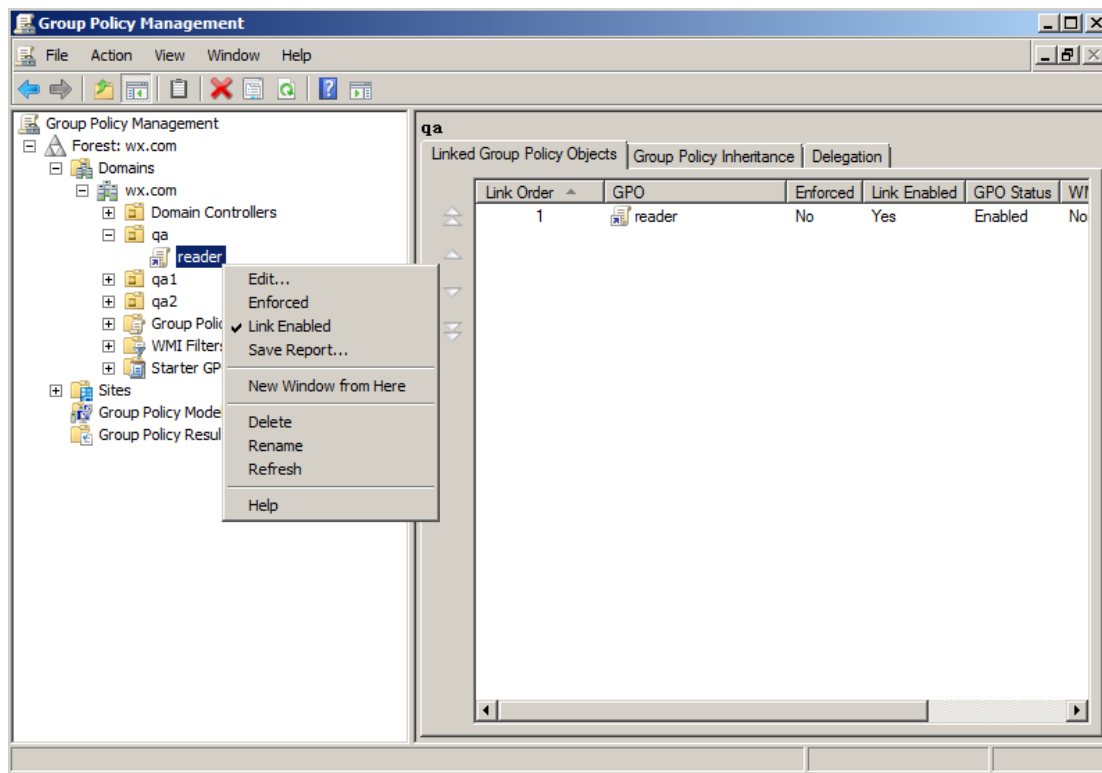 Group Policy Management
File Action View Window Help
Group Policy Management
Forest: wx.com
Domains
wx.com
Domain Controllers
qa
reader
qa1
qa2
Group Polic
WMI Filters
Starter GP
Sites
Group Policy Model
Group Policy Resul
Edit...
Enforced
Link Enabled
Save Report...
New Window from Here
Delete
Rename
Refresh
Help
qa
Linked Group Policy Objects Group Policy Inheritance Delegation
Link Order GPO Enforced Link Enabled GPO Status WM
1 reader No Yes Enabled No